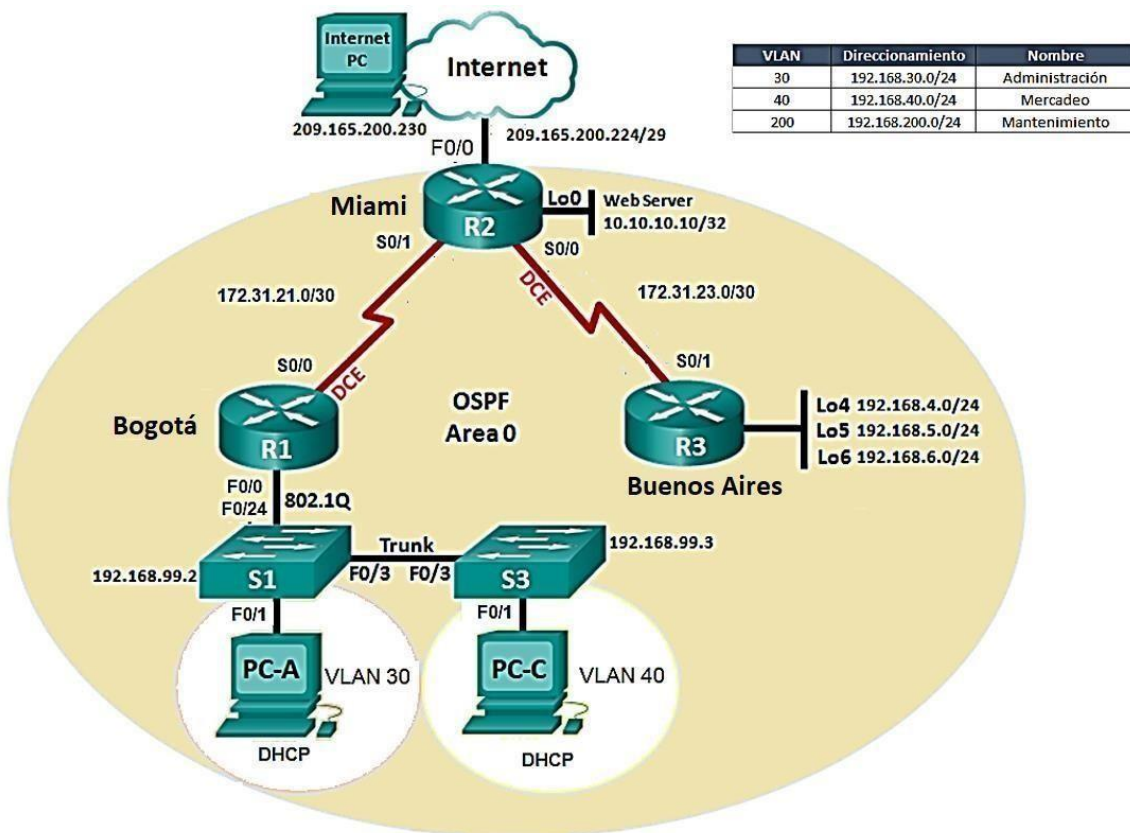 Internet
PC
Internet
209.165.200.230
209.165.200.224/29
F0/0
VLAN Direccionamiento Nombre
30 192.168.30.0/24 Administración
40 192.168.40.0/24 Mercadeo
200 192.168.200.0/24 Mantenimiento
Miami
R2
Lo0
Web Server
10.10.10.10/32
S0/1
S0/0
DCE
172.31.21.0/30
172.31.23.0/30
S0/0
DCE
S0/1
Bogotá
R1
OSPF
Area 0
R3
Buenos Aires
Lo4 192.168.4.0/24
Lo5 192.168.5.0/24
Lo6 192.168.6.0/24
F0/0
F0/24
802.1Q
192.168.99.2
S1
Trunk
F0/3 F0/3
S3
192.168.99.3
F0/1
F0/1
PC-A
VLAN 30
DHCP
PC-C
VLAN 40
DHCP